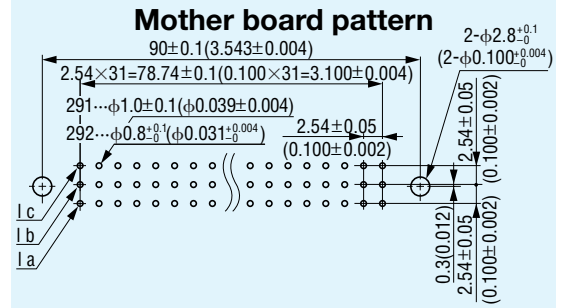 Mother board pattern
90±0.1(3.543±0.004)
2-ϕ2.8+0.1 -0
(2-ϕ0.100+0.004 -0)
2.54×31=78.74±0.1(0.100×31=3.100±0.004)
291···ϕ1.0±0.1(ϕ0.039±0.004)
292···ϕ0.8+0.1 -0(ϕ0.031+0.004 -0)
2.54±0.05
(0.100±0.002)
2.54±0.05
(0.100±0.002)
I c
I b
I a
0.3(0.012)
2.54±0.05
(0.100±0.002)